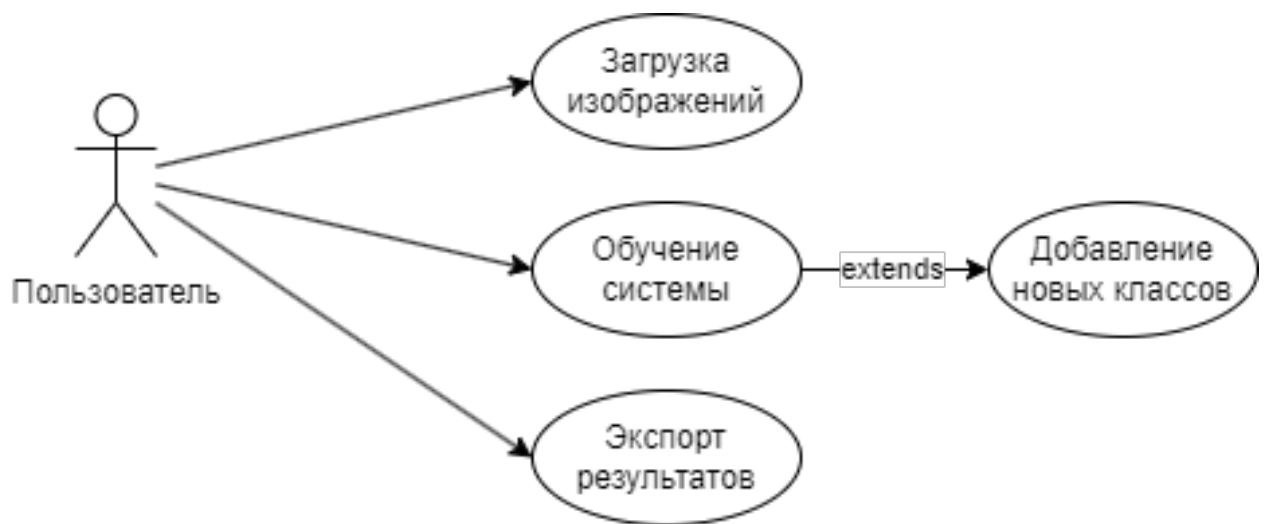 Загрузка
изображений
Пользователь
Обучение
системы
extends
Добавление
новых классов
Экспорт
результатов